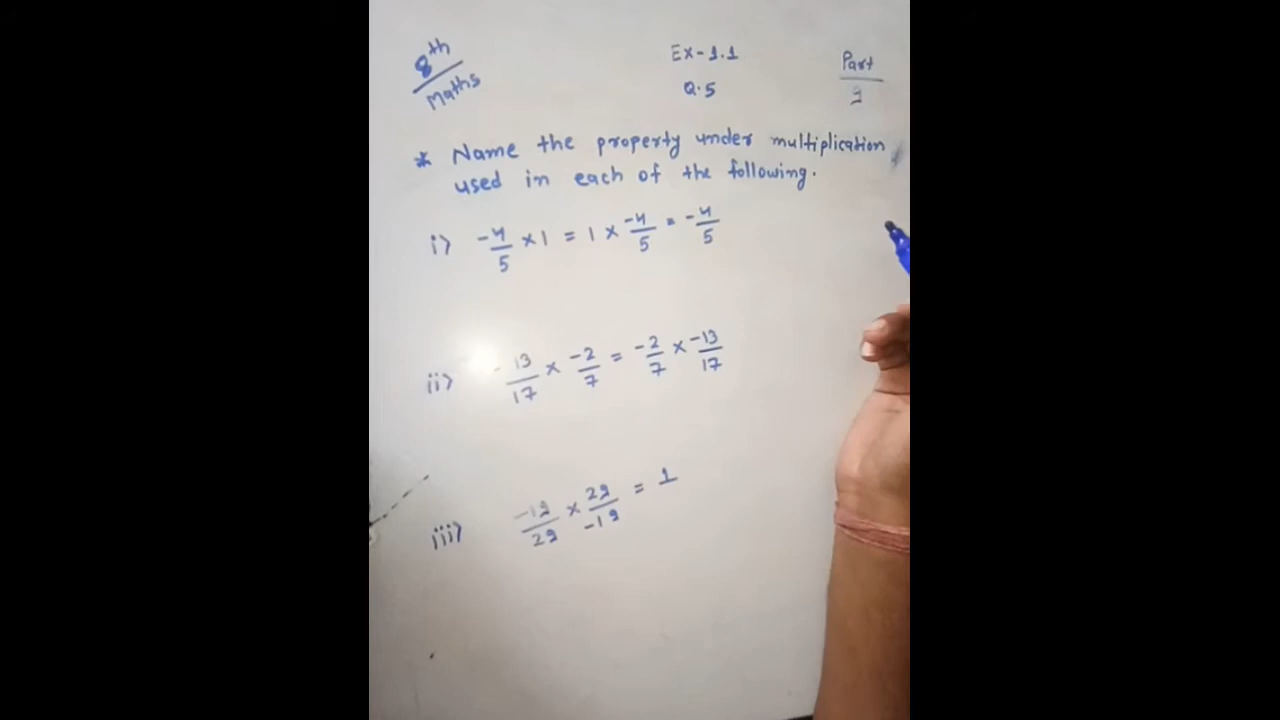 8th
Maths
Ex-1.1
Q.5
Part
9
* Name the property under multiplication
used in each of the following.
i) -4/5 × 1 = 1 × -4/5 = -4/5
ii) -13/17 × -2/7 = -2/7 × -13/17
iii) -19/29 × 29/-19 = 1